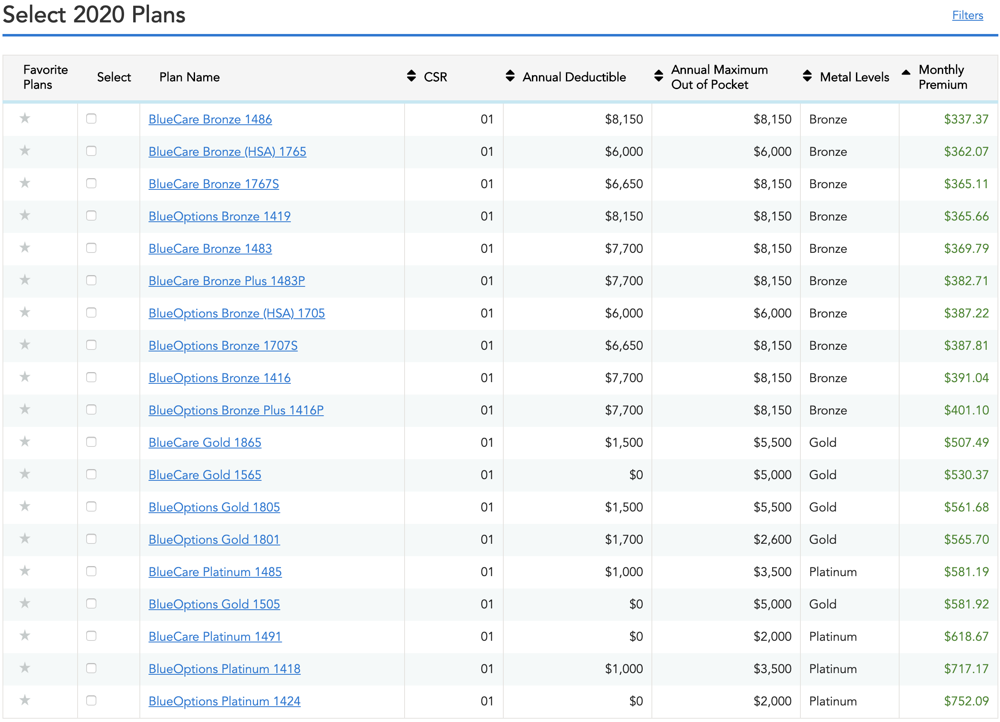 Select 2020 Plans
Filters
Favorite Plans Select Plan Name CSR Annual Deductible Annual Maximum Out of Pocket Metal Levels Monthly Premium
BlueCare Bronze 1486 01 $8,150 $8,150 Bronze $337.37
BlueCare Bronze (HSA) 1765 01 $6,000 $6,000 Bronze $362.07
BlueCare Bronze 1767S 01 $6,650 $8,150 Bronze $365.11
BlueOptions Bronze 1419 01 $8,150 $8,150 Bronze $365.66
BlueCare Bronze 1483 01 $7,700 $8,150 Bronze $369.79
BlueCare Bronze Plus 1483P 01 $7,700 $8,150 Bronze $382.71
BlueOptions Bronze (HSA) 1705 01 $6,000 $6,000 Bronze $387.22
BlueOptions Bronze 1707S 01 $6,650 $8,150 Bronze $387.81
BlueOptions Bronze 1416 01 $7,700 $8,150 Bronze $391.04
BlueOptions Bronze Plus 1416P 01 $7,700 $8,150 Bronze $401.10
BlueCare Gold 1865 01 $1,500 $5,500 Gold $507.49
BlueCare Gold 1565 01 $0 $5,000 Gold $530.37
BlueOptions Gold 1805 01 $1,500 $5,500 Gold $561.68
BlueOptions Gold 1801 01 $1,700 $2,600 Gold $565.70
BlueCare Platinum 1485 01 $1,000 $3,500 Platinum $581.19
BlueOptions Gold 1505 01 $0 $5,000 Gold $581.92
BlueCare Platinum 1491 01 $0 $2,000 Platinum $618.67
BlueOptions Platinum 1418 01 $1,000 $3,500 Platinum $717.17
BlueOptions Platinum 1424 01 $0 $2,000 Platinum $752.09